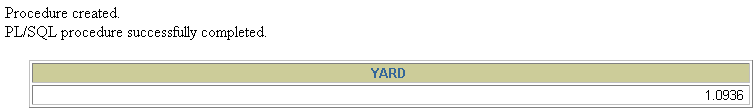 Procedure created.
PL/SQL procedure successfully completed.
YARD
1.0936